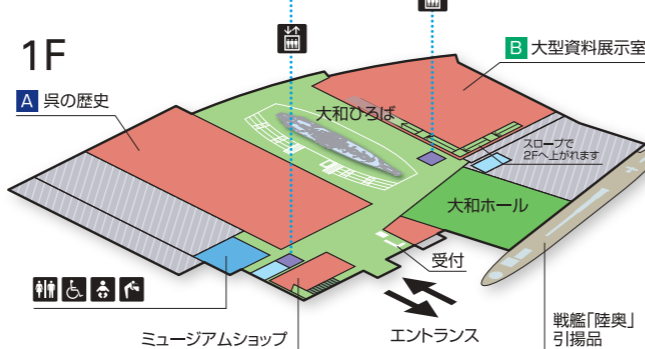 1F
A 呉の歴史
B 大型資料展示室
大和ひろば
スロープで
2Fへ上がれます
大和ホール
受付
ミュージアムショップ
エントランス
戦艦「陸奥」
引揚品